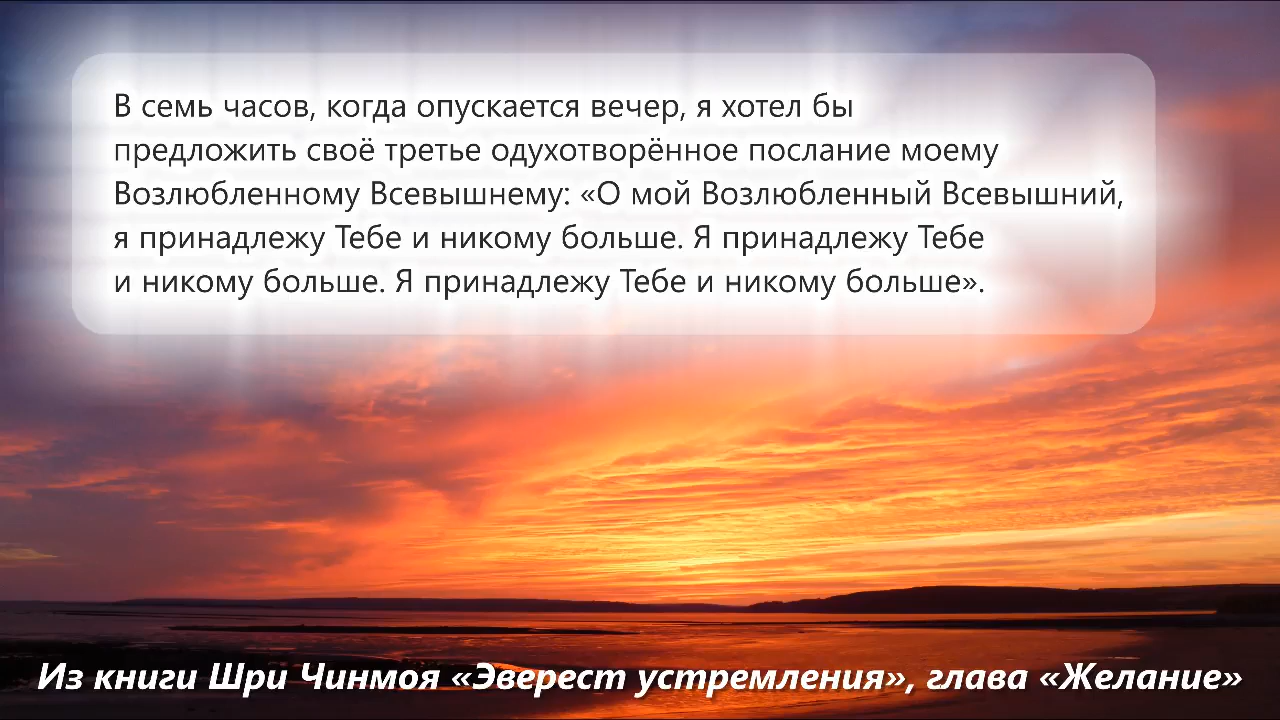 В семь часов, когда опускается вечер, я хотел бы
предложить своё третье одухотворённое послание моему
Возлюбленному Всевышнему: «О мой Возлюбленный Всевышний,
я принадлежу Тебе и никому больше. Я принадлежу Тебе
и никому больше. Я принадлежу Тебе и никому больше».
Из книги Шри Чинмоя «Эверест устремления», глава «Желание»